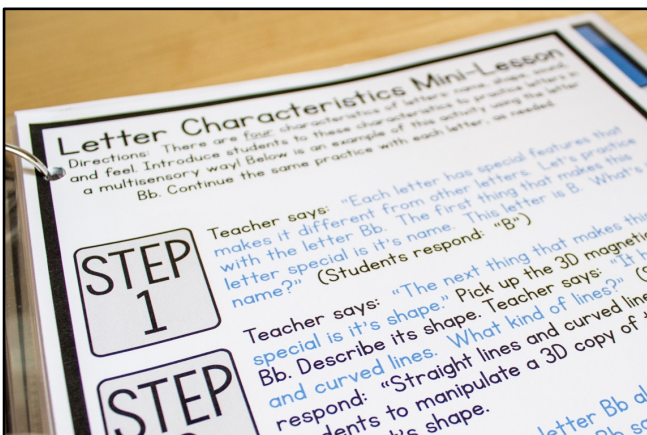 Letter Characteristics Mini-Lesson
Directions: There are four characteristics of letters: name, shape, sound
and feel. Introduce students to these characteristics to practice letters in
a multisensory way! Below is an example of this activity using the letter
Bb. Continue the same practice with each letter, as needed.
STEP
1
Teacher says: "Each letter has special features that
makes it different from other letters. Let's practice
with the letter Bb. The first thing that makes this
letter special is it's name. This letter is B. What's
name?" (Students respond: "B")
STEP
Teacher says: "The next thing that makes this
special is it's shape." Pick up the 3D magnetic
Bb. Describe its shape. Teacher says: "It h
and curved lines. What kind of lines?" (S
respond: "Straight lines and curved line
dents to manipulate a 3D copy of
shape.
letter Bb al